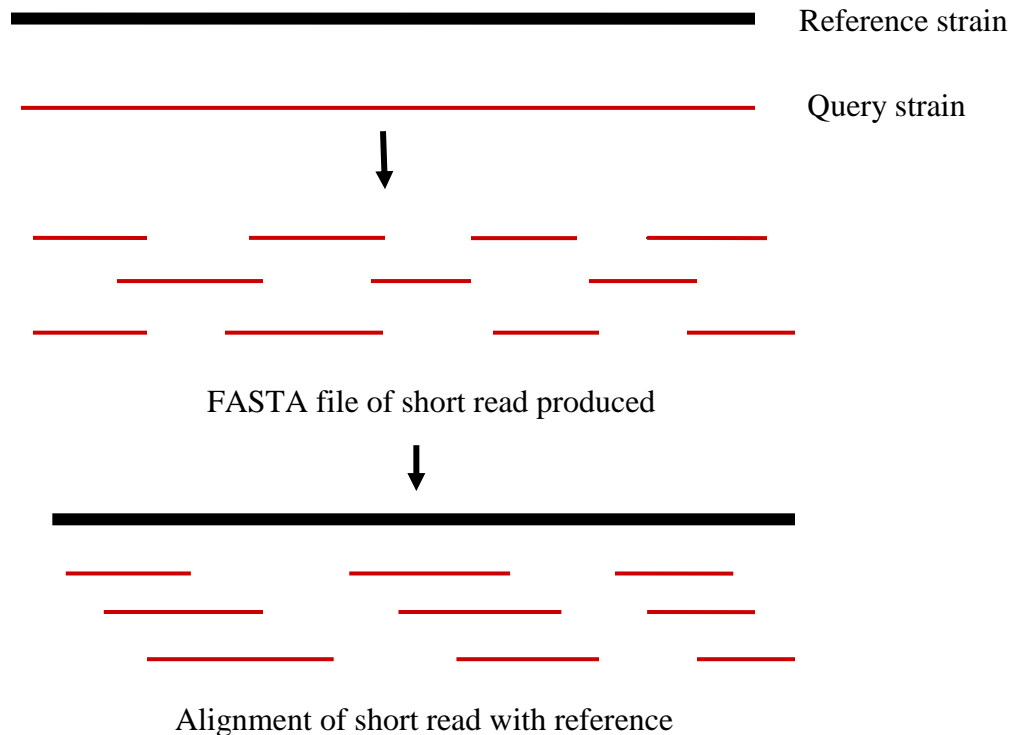 Reference strain
Query strain
FASTA file of short read produced
Alignment of short read with reference